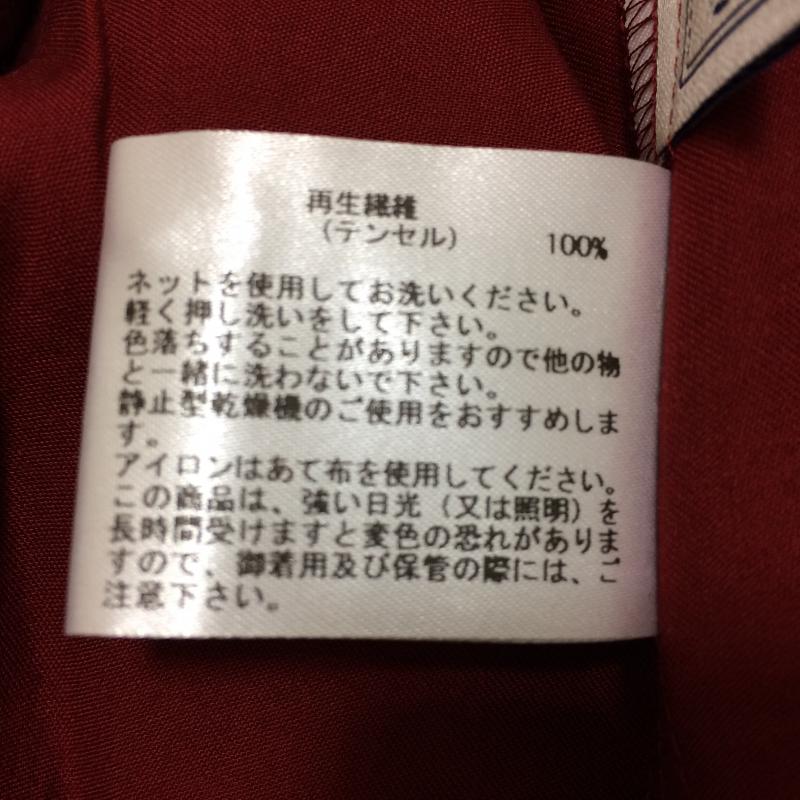 再生繊維
（テンセル） 100%
ネットを使用してお洗いください。
軽く押し洗いをして下さい。
色落ちすることがありますので他の物
と一緒に洗わないで下さい。
静止型乾燥機のご使用をおすすめしま
す。
アイロンはあて布を使用してください。
この商品は、強い日光（又は照明）を
長時間受けますと変色の恐れがありま
すので、御着用及び保管の際には、ご
注意下さい。